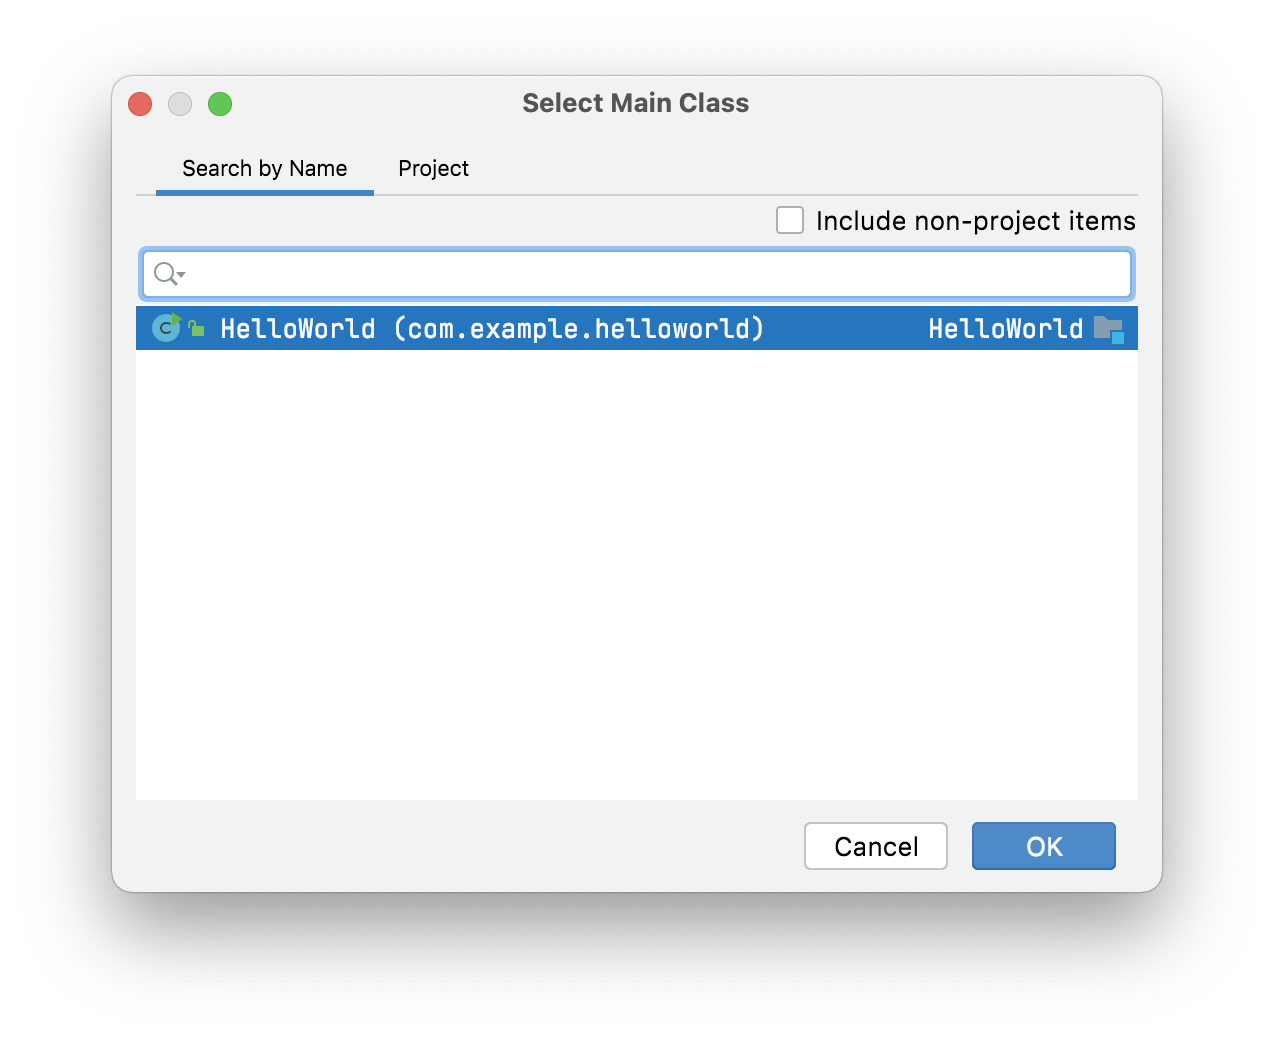 Select Main Class
Search by Name Project
Include non-project items
C HelloWorld (com.example.helloworld) HelloWorld
Cancel OK